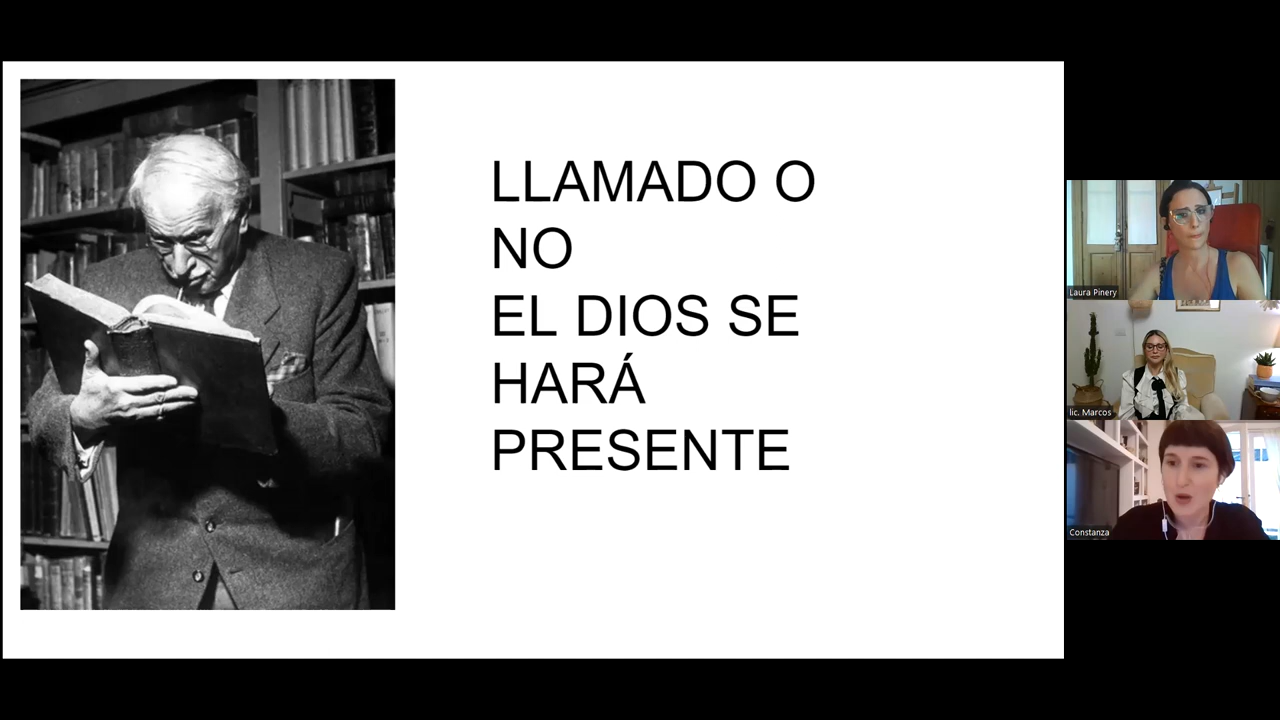 LLAMADO O
NO
EL DIOS SE
HARÁ
PRESENTE
Laura Pinery
lic. Marcos
Constanza